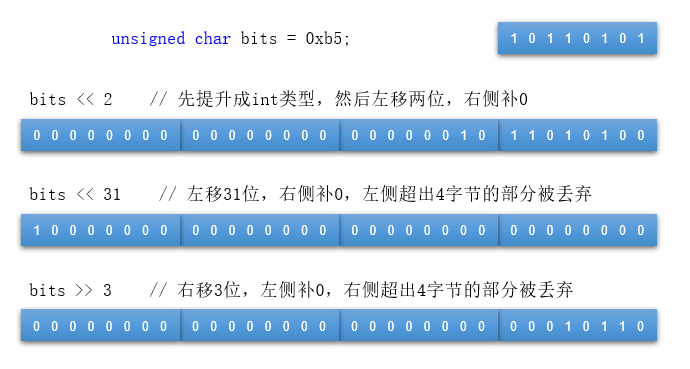 unsigned char bits = 0xb5; 1 0 1 1 0 1 0 1
bits << 2 // 先提升成int类型，然后左移两位，右侧补0
0 0 0 0 0 0 0 0 0 0 0 0 0 0 0 0 0 0 0 0 0 0 1 0 1 1 0 1 0 1 0 0
bits << 31 // 左移31位，右侧补0，左侧超出4字节的部分被丢弃
1 0 0 0 0 0 0 0 0 0 0 0 0 0 0 0 0 0 0 0 0 0 0 0 0 0 0 0 0 0 0 0
bits >> 3 // 右移3位，左侧补0，右侧超出4字节的部分被丢弃
0 0 0 0 0 0 0 0 0 0 0 0 0 0 0 0 0 0 0 0 0 0 0 0 0 0 0 1 0 1 1 0